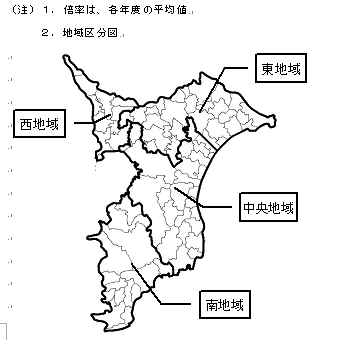 (注) 1.倍率は、各年度の平均値。
2.地域区分図。
東地域
西地域
中央地域
南地域